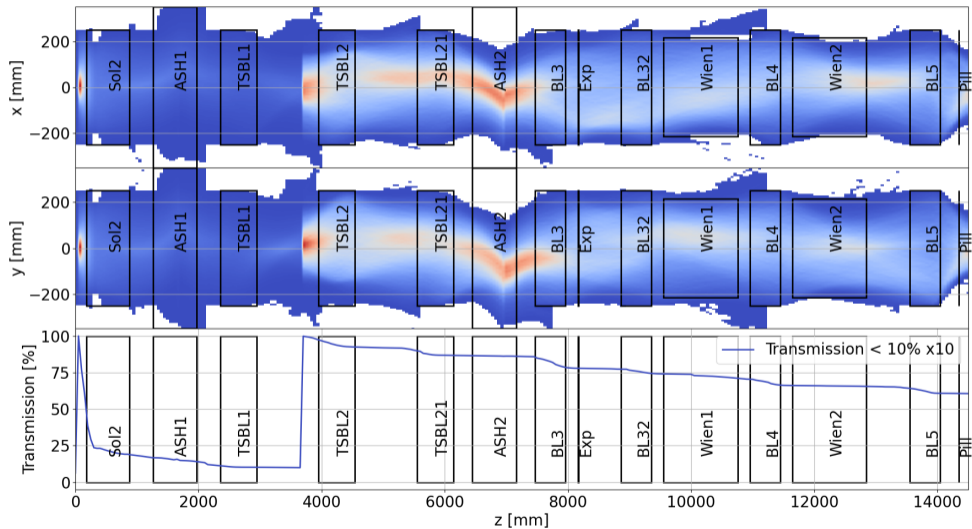 x [mm]
200
0
−200
Sol2
ASH1
TSBL1
TSBL2
TSBL21
ASH2
BL3
Exp
BL32
Wien1
BL4
Wien2
BL5
Pill
y [mm]
200
0
−200
Sol2
ASH1
TSBL1
TSBL2
TSBL21
ASH2
BL3
Exp
BL32
Wien1
BL4
Wien2
BL5
Pill
Transmission [%]
100
75
50
25
0
Transmission < 10% x10
Sol2
ASH1
TSBL1
TSBL2
TSBL21
ASH2
BL3
Exp
BL32
Wien1
BL4
Wien2
BL5
Pill
0 2000 4000 6000 8000 10000 12000 14000
z [mm]